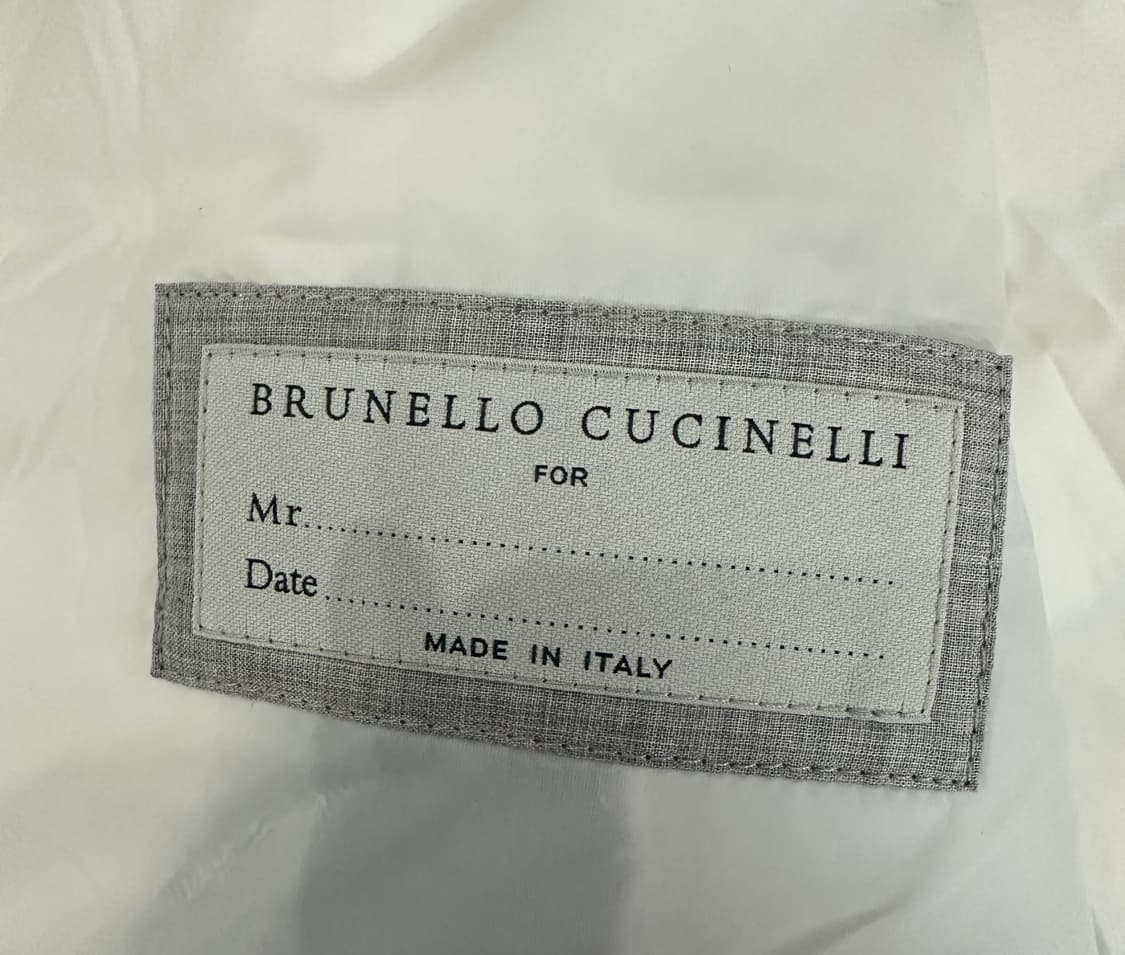 BRUNELLO CUCINELLI
FOR
Mr................................................
Date................................................
MADE IN ITALY